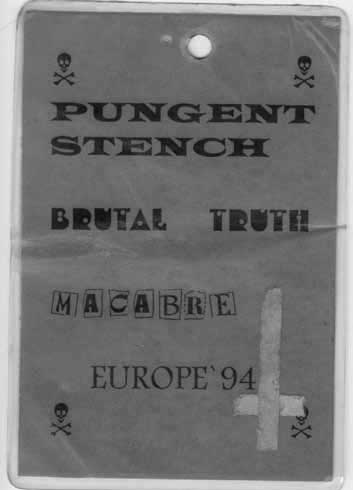 PUNGENT
STENCH
BRUTAL TRUTH
MACABRE
EUROPE`94